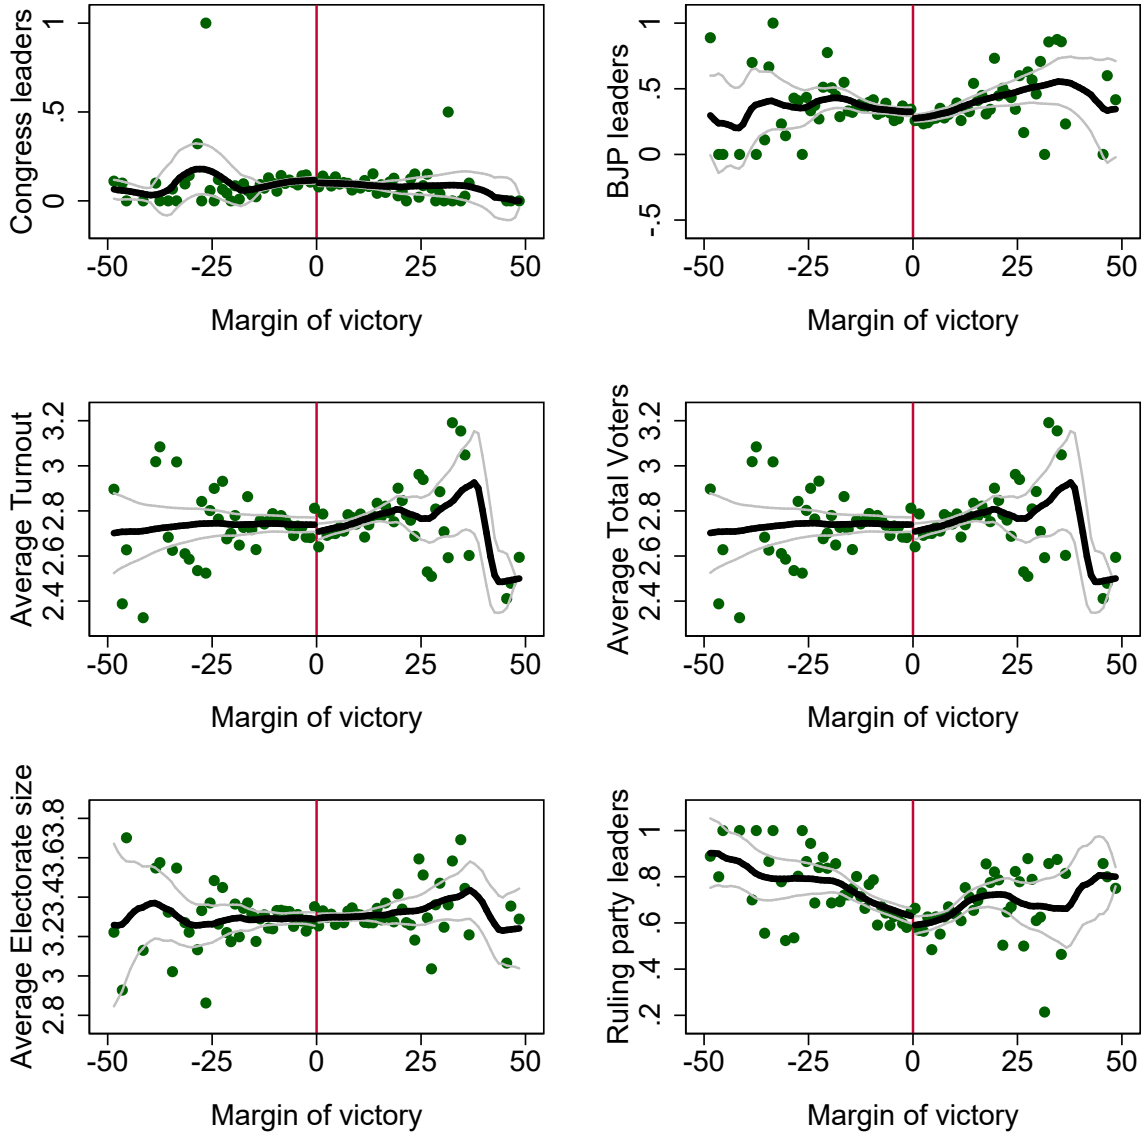 Congress leaders
0 .5 1
-50 -25 0 25 50
Margin of victory
BJP leaders
-.5 0 .5 1
-50 -25 0 25 50
Margin of victory
Average Turnout
2.4 2.6 2.8 3 3.2
-50 -25 0 25 50
Margin of victory
Average Total Voters
2.4 2.6 2.8 3 3.2
-50 -25 0 25 50
Margin of victory
Average Electorate size
2.8 3 3.2 3.4 3.6 3.8
-50 -25 0 25 50
Margin of victory
Ruling party leaders
.2 .4 .6 .8 1
-50 -25 0 25 50
Margin of victory